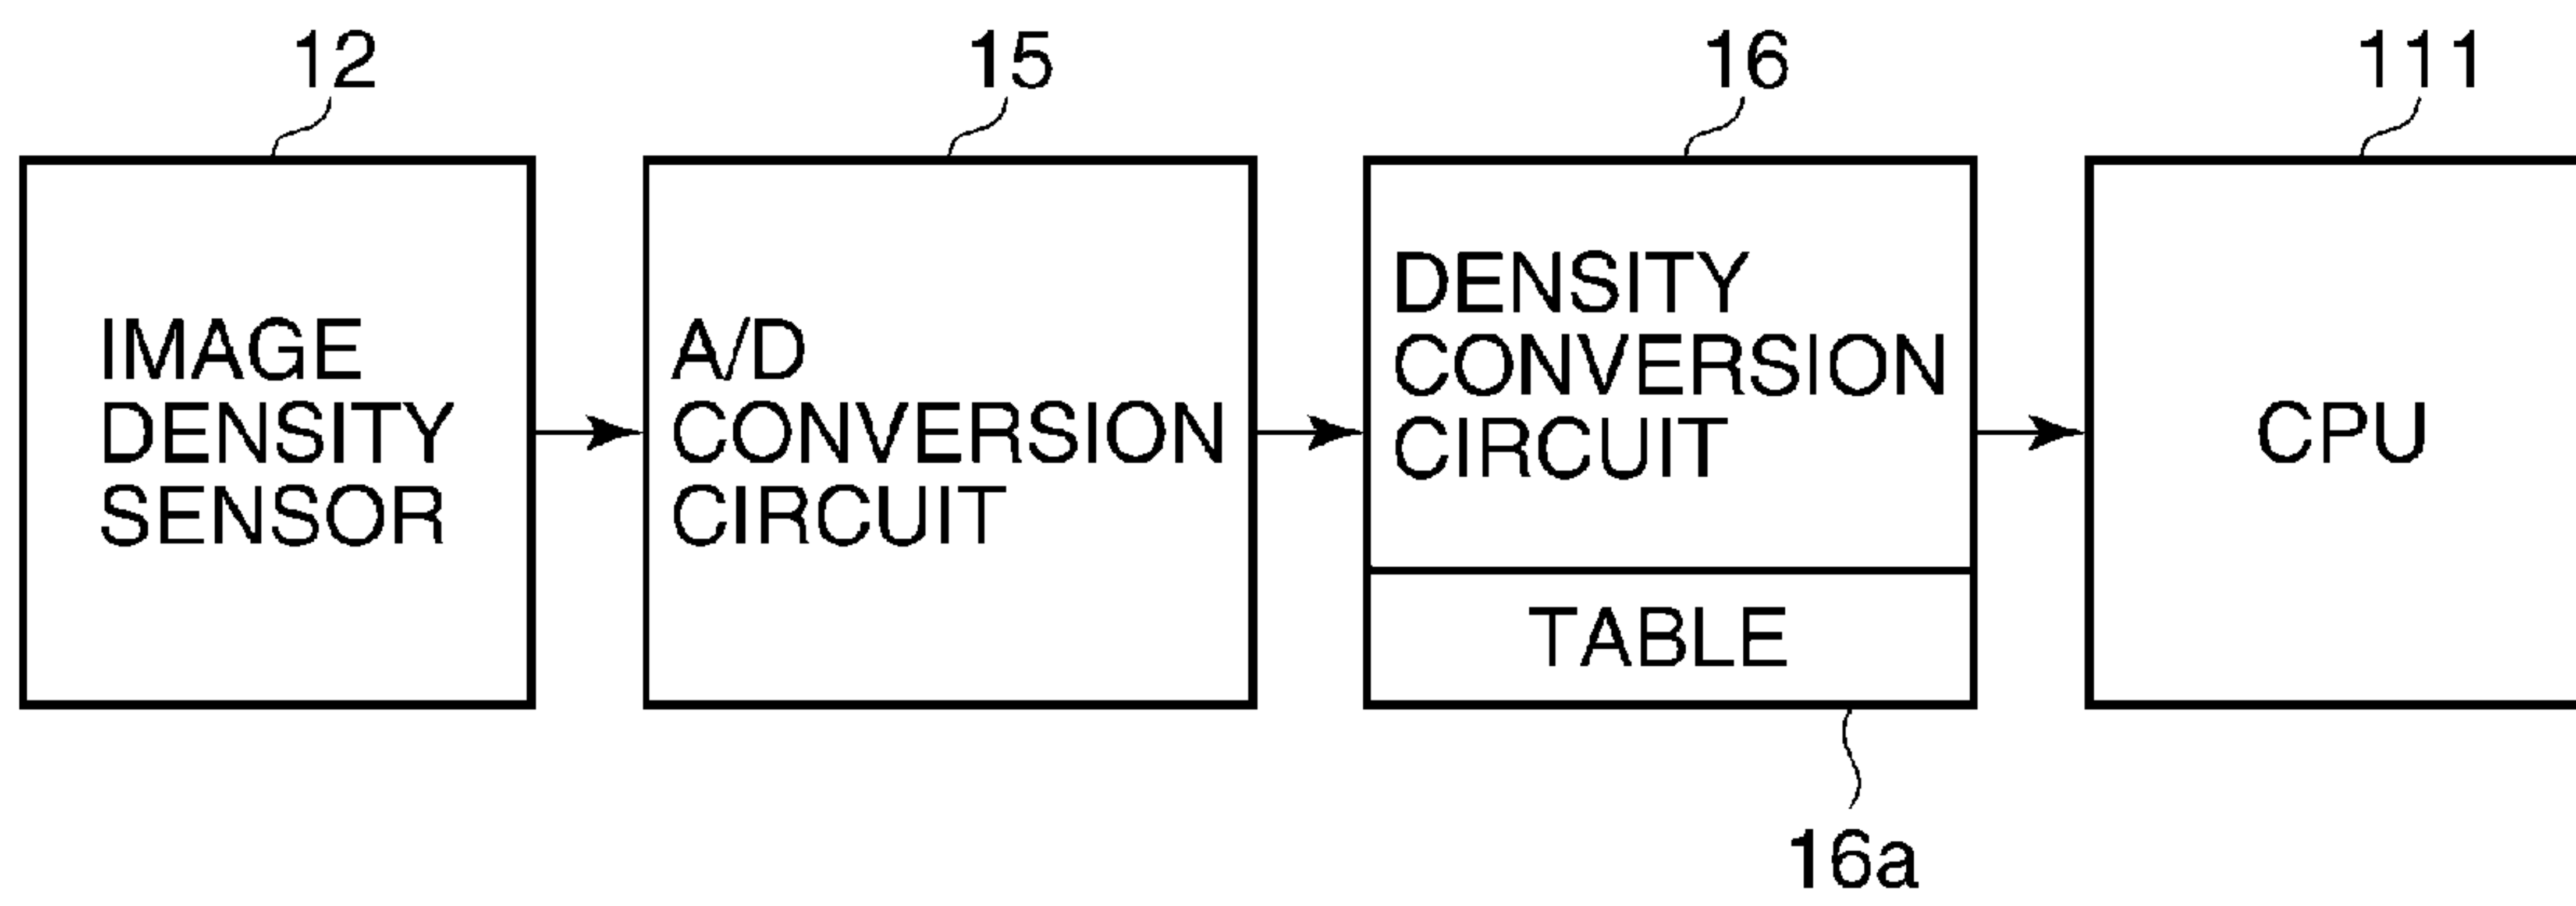 12
15
16
111
IMAGE
DENSITY
SENSOR
A/D
CONVERSION
CIRCUIT
DENSITY
CONVERSION
CIRCUIT
TABLE
CPU
16a